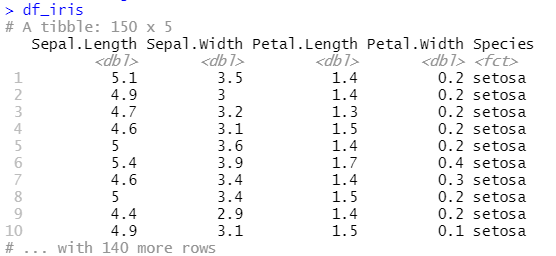 > df_iris
# A tibble: 150 x 5
   Sepal.Length Sepal.Width Petal.Length Petal.Width Species
          <dbl>       <dbl>        <dbl>       <dbl> <fct>
 1          5.1         3.5          1.4         0.2 setosa
 2          4.9         3            1.4         0.2 setosa
 3          4.7         3.2          1.3         0.2 setosa
 4          4.6         3.1          1.5         0.2 setosa
 5          5           3.6          1.4         0.2 setosa
 6          5.4         3.9          1.7         0.4 setosa
 7          4.6         3.4          1.4         0.3 setosa
 8          5           3.4          1.5         0.2 setosa
 9          4.4         2.9          1.4         0.2 setosa
10          4.9         3.1          1.5         0.1 setosa
# ... with 140 more rows